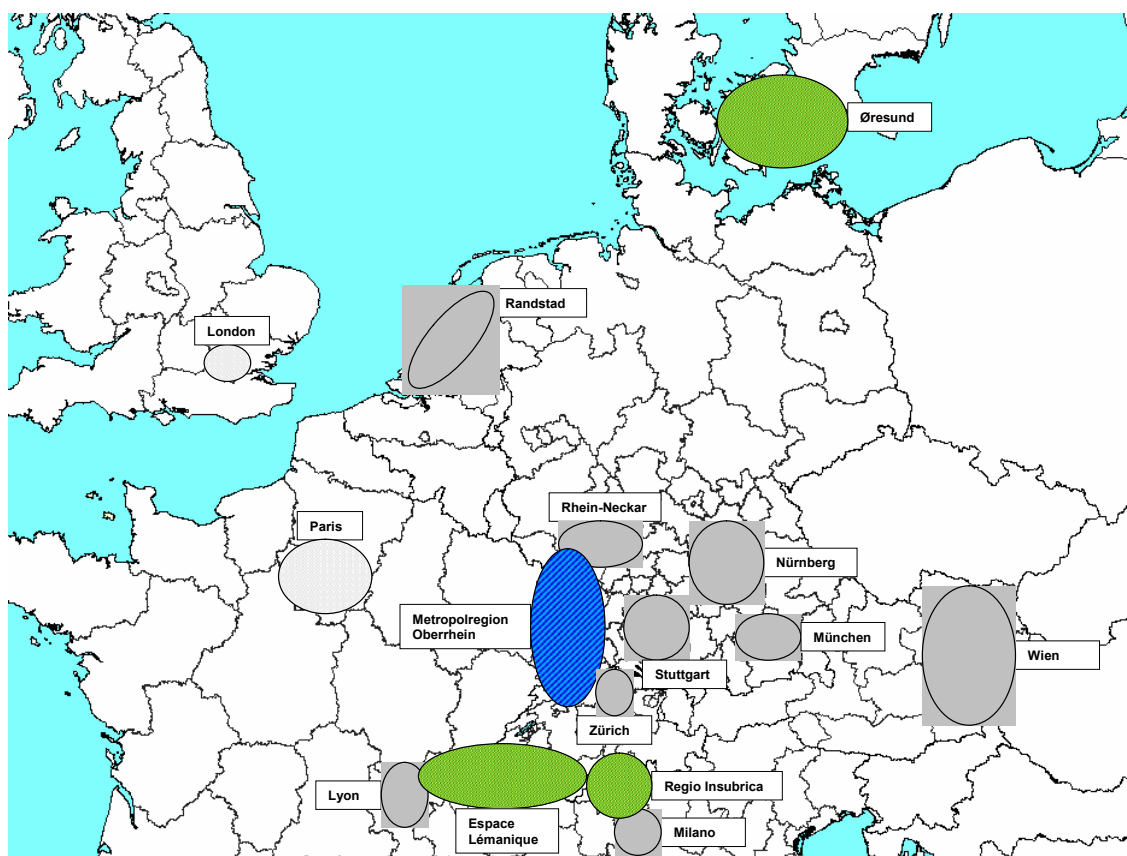 Øresund
Randstad
London
Rhein-Neckar
Paris
Nürnberg
Metropolregion
Oberrhein
München
Wien
Stuttgart
Zürich
Regio Insubrica
Lyon
Espace
Lémanique
Milano